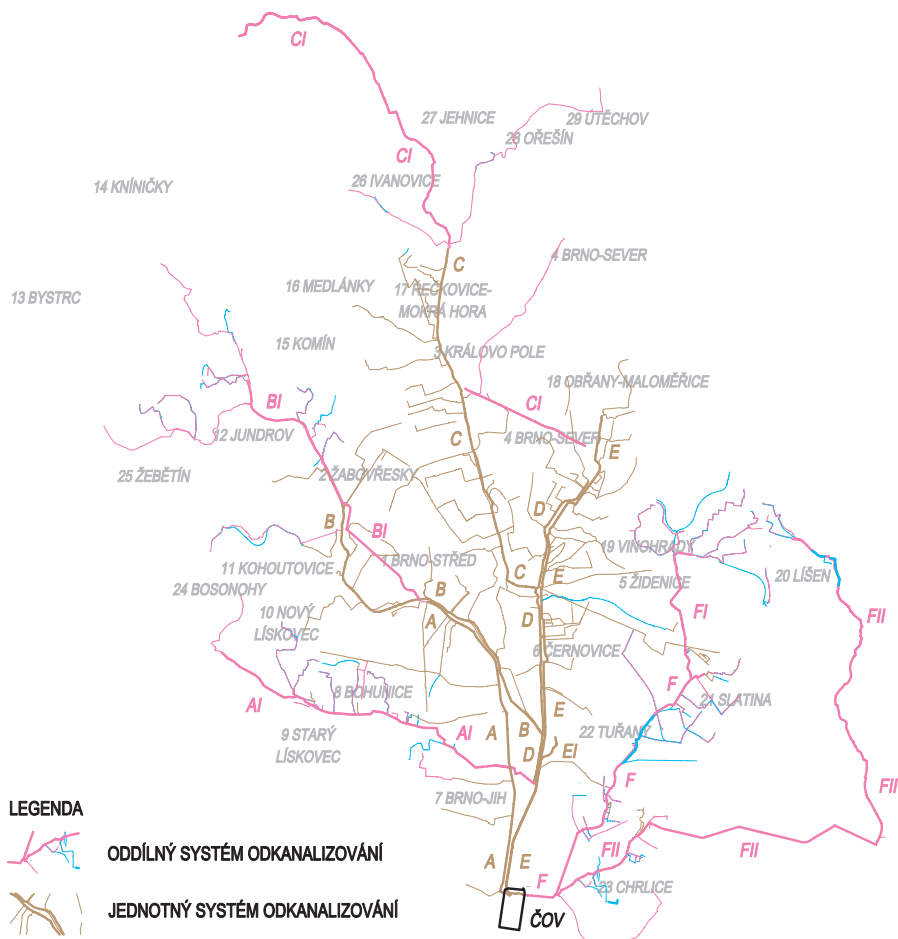 CI
27 JEHNICE
29 ÚTĚCHOV
28 OŘEŠÍN
CI
26 IVANOVICE
14 KNÍNIČKY
4 BRNO-SEVER
C
16 MEDLÁNKY
17 ŘEČKOVICE-
MOKRÁ HORA
13 BYSTRC
15 KOMÍN
3 KRÁLOVO POLE
18 OBŘANY-MALOMĚŘICE
BI
CI
12 JUNDROV
C
4 BRNO-SEVER
E
25 ŽEBĚTÍN
2 ŽABOVŘESKY
D
B
BI
19 VINOHRADY
1 BRNO-STŘED
11 KOHOUTOVICE
C
E
5 ŽIDENICE
20 LÍŠEN
24 BOSONOHY
B
10 NOVÝ
LÍSKOVEC
A
D
FI
FII
6 ČERNOVICE
F
8 BOHUNICE
21 SLATINA
AI
E
9 STARÝ
LÍSKOVEC
AI
A
B
22 TUŘANY
D
EI
F
FII
7 BRNO-JIH
LEGENDA
ODDÍLNÝ SYSTÉM ODKANALIZOVÁNÍ
FII
FII
A
E
F
23 CHRLICE
JEDNOTNÝ SYSTÉM ODKANALIZOVÁNÍ
ČOV